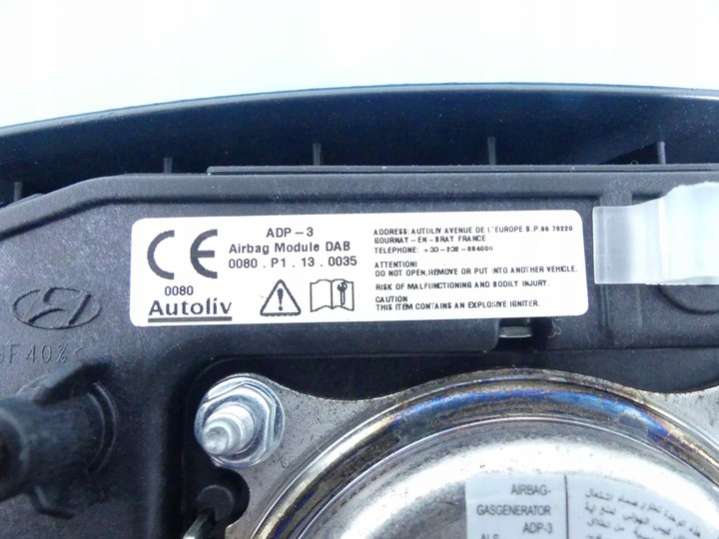 ADP-3
Airbag Module DAB
0080 . P1 . 13 . 0035
0080
Autoliv
ADDRESS: AUTOLIV AVENUE DE L'EUROPE B.P.
GOURNAY - EN - BRAY FRANCE
TELEPHONE:
ATTENTION!
DO NOT OPEN,REMOVE OR PUT INTO ANOTHER VEHICLE.
RISK OF MALFUNCTIONING AND BODILY INJURY.
CAUTION
THIS ITEM CONTAINS AN EXPLOSIVE IGNITER.
F40%
AIRBAG-
GASGENERATOR
ADP-3